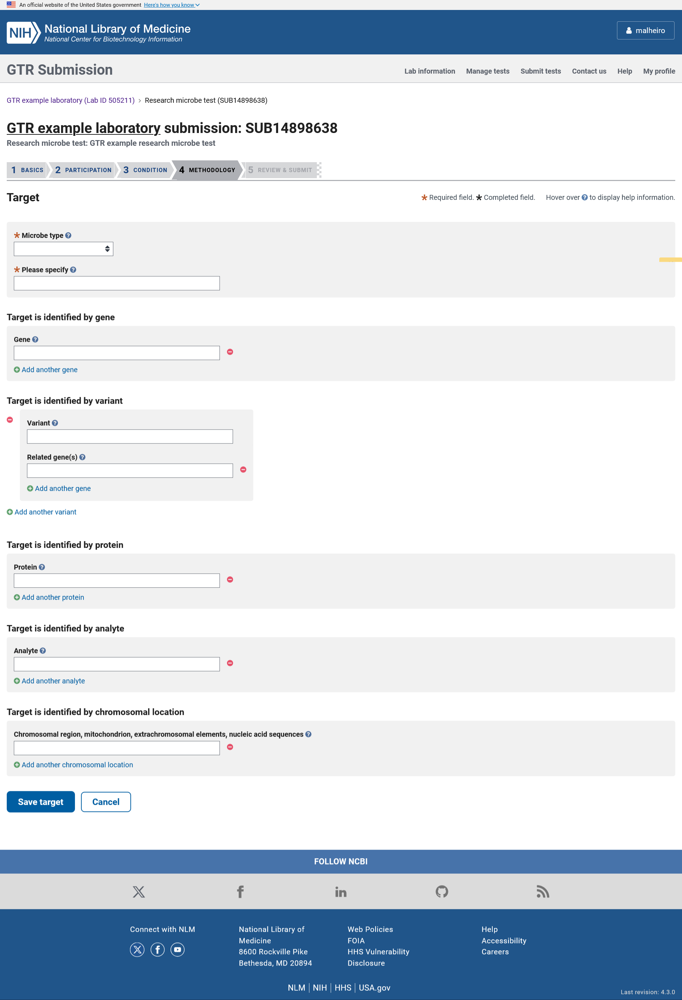 An official website of the United States government Here's how you know
NIH National Library of Medicine
National Center for Biotechnology Information
malheiro
GTR Submission
Lab information Manage tests Submit tests Contact us Help My profile
GTR example laboratory (Lab ID 505211) › Research microbe test (SUB14898638)
GTR example laboratory submission: SUB14898638
Research microbe test: GTR example research microbe test
1 BASICS 2 PARTICIPATION 3 CONDITION 4 METHODOLOGY 5 REVIEW & SUBMIT
Target
* Required field. * Completed field. Hover over ? to display help information.
* Microbe type ?
* Please specify ?
Target is identified by gene
Gene ?
Add another gene
Target is identified by variant
Variant ?
Related gene(s) ?
Add another gene
Add another variant
Target is identified by protein
Protein ?
Add another protein
Target is identified by analyte
Analyte ?
Add another analyte
Target is identified by chromosomal location
Chromosomal region, mitochondrion, extrachromosomal elements, nucleic acid sequences ?
Add another chromosomal location
Save target Cancel
FOLLOW NCBI
Connect with NLM
National Library of
Medicine
8600 Rockville Pike
Bethesda, MD 20894
Web Policies
FOIA
HHS Vulnerability
Disclosure
Help
Accessibility
Careers
NLM | NIH | HHS | USA.gov
Last revision: 4.3.0